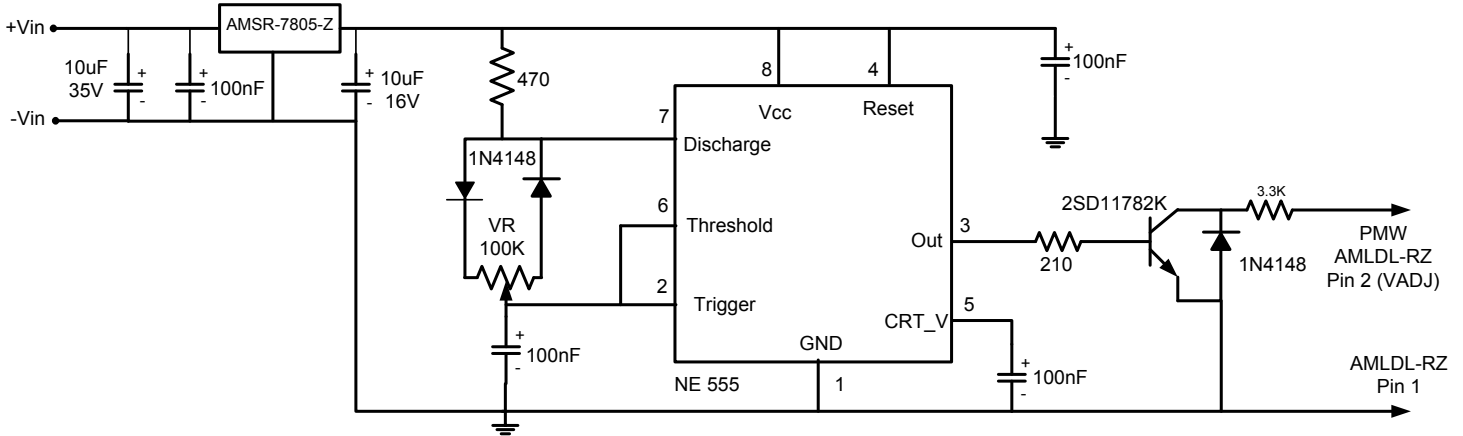 +Vin
AMSR-7805-Z
10uF
35V
+
-
+
-
100nF
+
-
10uF
16V
-Vin
470
8
4
+
-
100nF
Vcc
Reset
7
Discharge
1N4148
6
Threshold
VR
100K
2
Trigger
+
-
100nF
Out
3
210
2SD11782K
3.3K
1N4148
PMW
AMLDL-RZ
Pin 2 (VADJ)
CRT_V
5
GND
NE 555
1
+
-
100nF
AMLDL-RZ
Pin 1